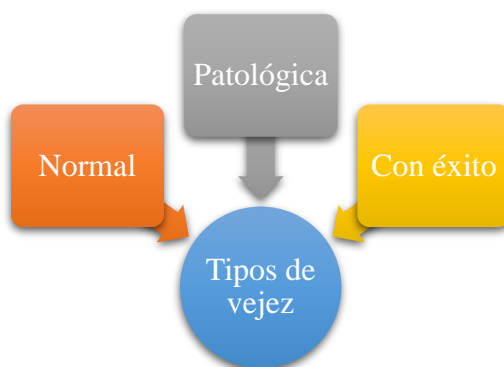 Patológica
Normal
Con éxito
Tipos de
vejez